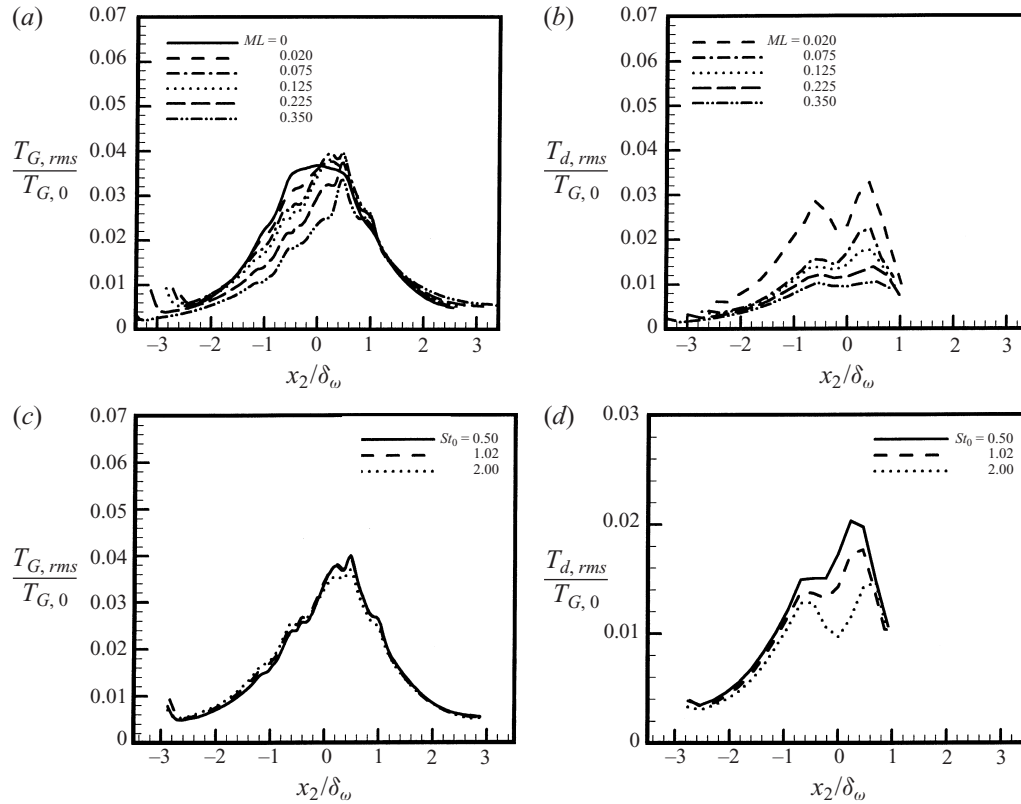 (a)
0.07
0.06
0.05
0.04
0.03
0.02
0.01
0
T_{G, rms}
T_{G, 0}
ML = 0
0.020
0.075
0.125
0.225
0.350
–3 –2 –1 0 1 2 3
x_2/δ_ω
(b)
0.07
0.06
0.05
0.04
0.03
0.02
0.01
0
T_{d, rms}
T_{G, 0}
ML = 0.020
0.075
0.125
0.225
0.350
–3 –2 –1 0 1 2 3
x_2/δ_ω
(c)
0.07
0.06
0.05
0.04
0.03
0.02
0.01
0
T_{G, rms}
T_{G, 0}
St_0 = 0.50
1.02
2.00
–3 –2 –1 0 1 2 3
x_2/δ_ω
(d)
0.03
0.02
0.01
0
T_{d, rms}
T_{G, 0}
St_0 = 0.50
1.02
2.00
–3 –2 –1 0 1 2 3
x_2/δ_ω